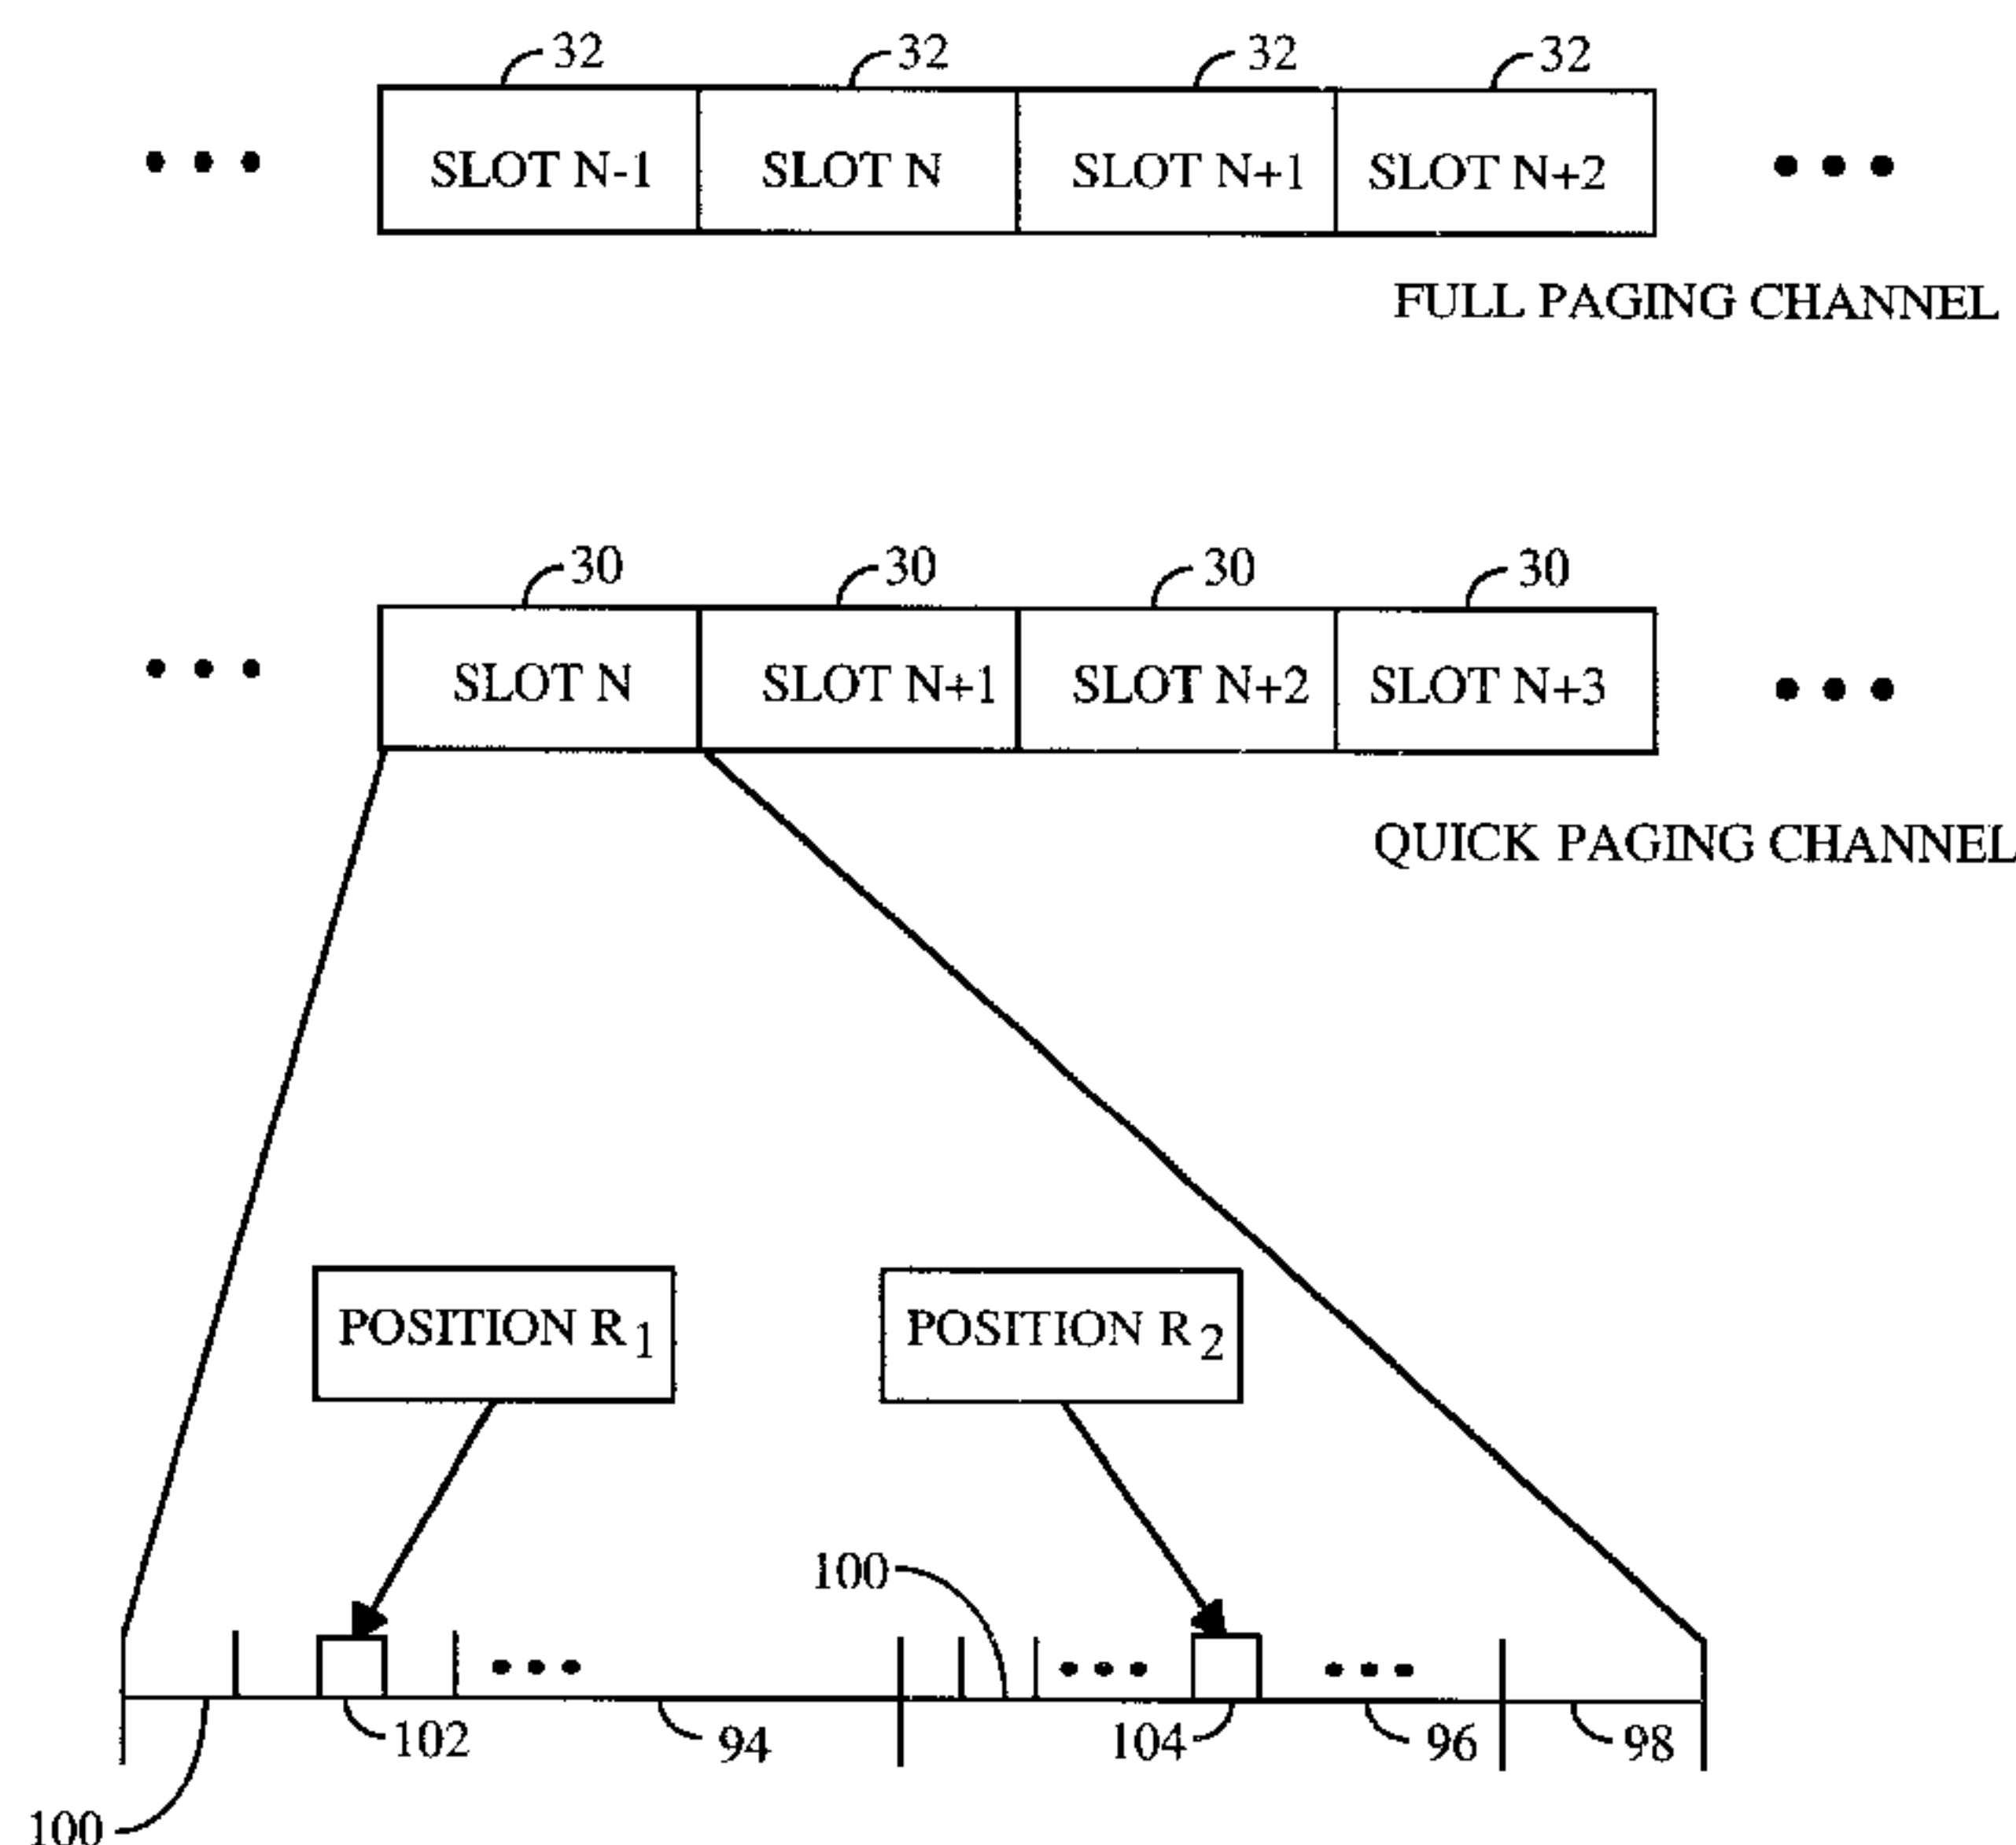 32 32 32 32
SLOT N-1 SLOT N SLOT N+1 SLOT N+2
FULL PAGING CHANNEL
30 30 30 30
SLOT N SLOT N+1 SLOT N+2 SLOT N+3
QUICK PAGING CHANNEL
POSITION R1 POSITION R2
100
102 94 104 96 98
100